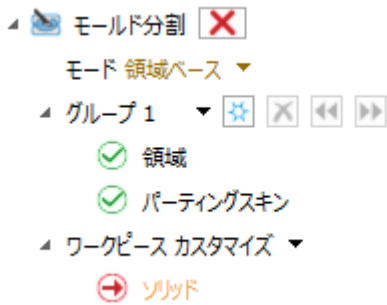 モールド分割
モード 領域ベース
グループ 1
領域
パーティングスキン
ワークピース カスタマイズ
ソリッド